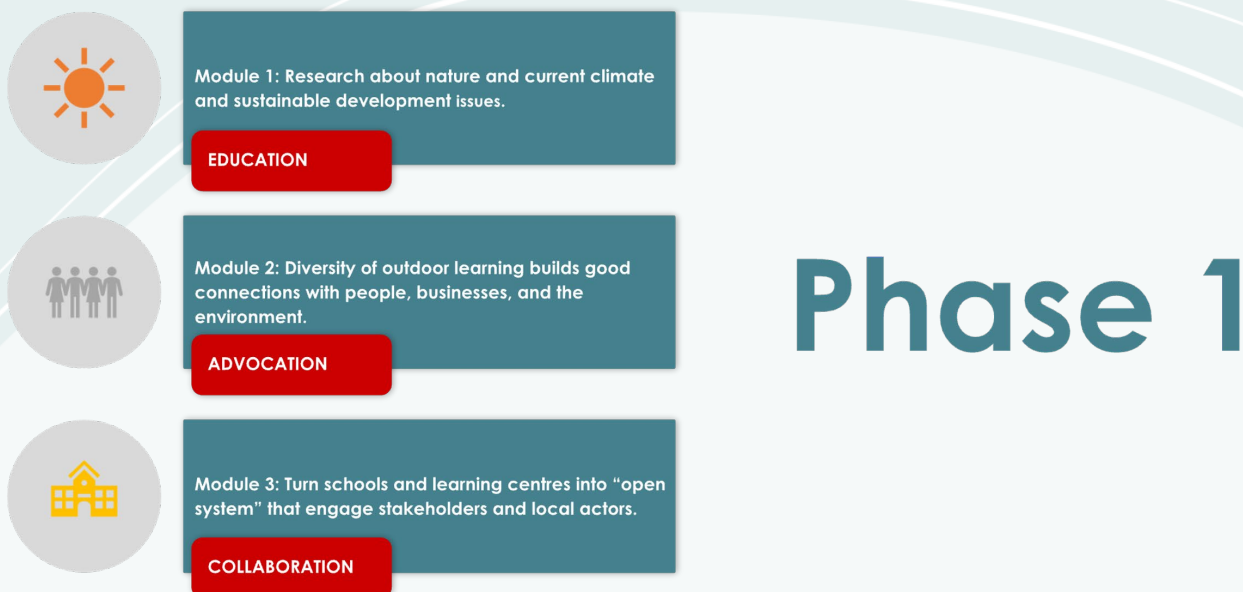 Module 1: Research about nature and current climate
and sustainable development issues.
EDUCATION
Module 2: Diversity of outdoor learning builds good
connections with people, businesses, and the
environment.
ADVOCATION
Module 3: Turn schools and learning centres into “open
system” that engage stakeholders and local actors.
COLLABORATION
Phase 1